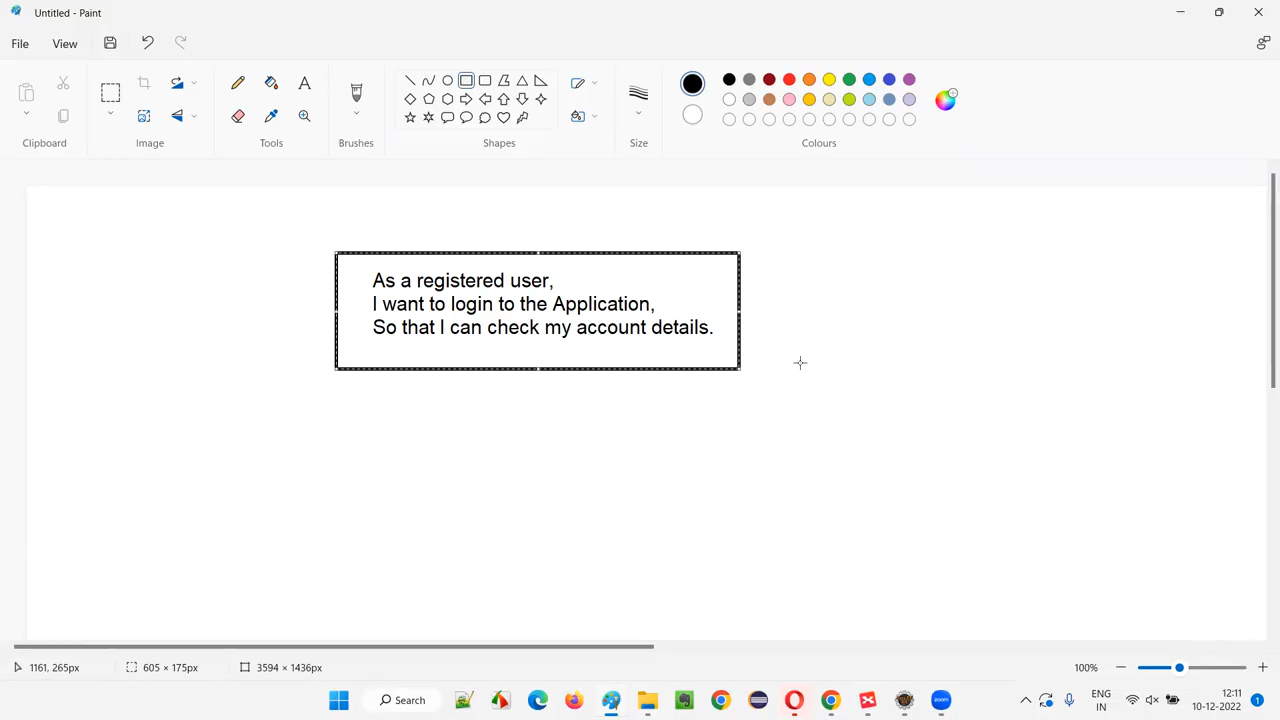 Untitled - Paint
File
View
Clipboard
Image
Tools
Brushes
Shapes
Size
Colours
As a registered user,
I want to login to the Application,
So that I can check my account details.
1161, 265px
605 × 175px
3594 × 1436px
100%
Search
zoom
ENG
IN
12:11
10-12-2022
1